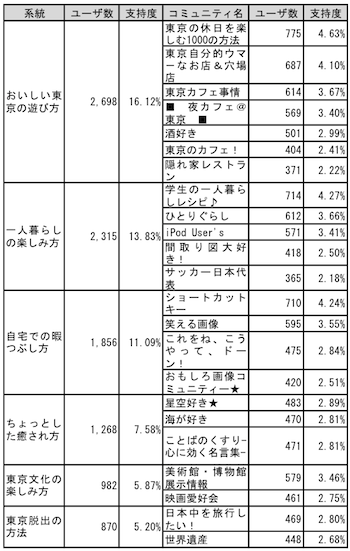 系統 ユーザ数 支持度 コミュニティ名 ユーザ数 支持度
おいしい東
京の遊び方 2,698 16.12%
東京の休日を楽
しむ1000の方法 775 4.63%
東京自分的ウマ
ーなお店＆穴場
店 687 4.10%
東京カフェ事情 614 3.67%
■　夜カフェ＠
東京　■ 569 3.40%
酒好き 501 2.99%
東京のカフェ！ 404 2.41%
隠れ家レストラ
ン 371 2.22%
一人暮らし
の楽しみ方 2,315 13.83%
学生の一人暮ら
しレシピ♪ 714 4.27%
ひとりぐらし 612 3.66%
iPod User's 571 3.41%
間取り図大好
き！ 418 2.50%
サッカー日本代
表 365 2.18%
自宅での暇
つぶし方 1,856 11.09%
ショートカット
キー 710 4.24%
笑える画像 595 3.55%
これをね、こう
やって、ドー
ン！ 475 2.84%
おもしろ画像コ
ミュニティー★ 420 2.51%
ちょっとし
た癒され方 1,268 7.58%
星空好き★ 483 2.89%
海が好き 470 2.81%
ことばのくすり-
心に効く名言集- 471 2.81%
東京文化の
楽しみ方 982 5.87%
美術館・博物館
展示情報 579 3.46%
映画愛好会 461 2.75%
東京脱出の
方法 870 5.20%
日本中を旅行し
たい！ 469 2.80%
世界遺産 448 2.68%